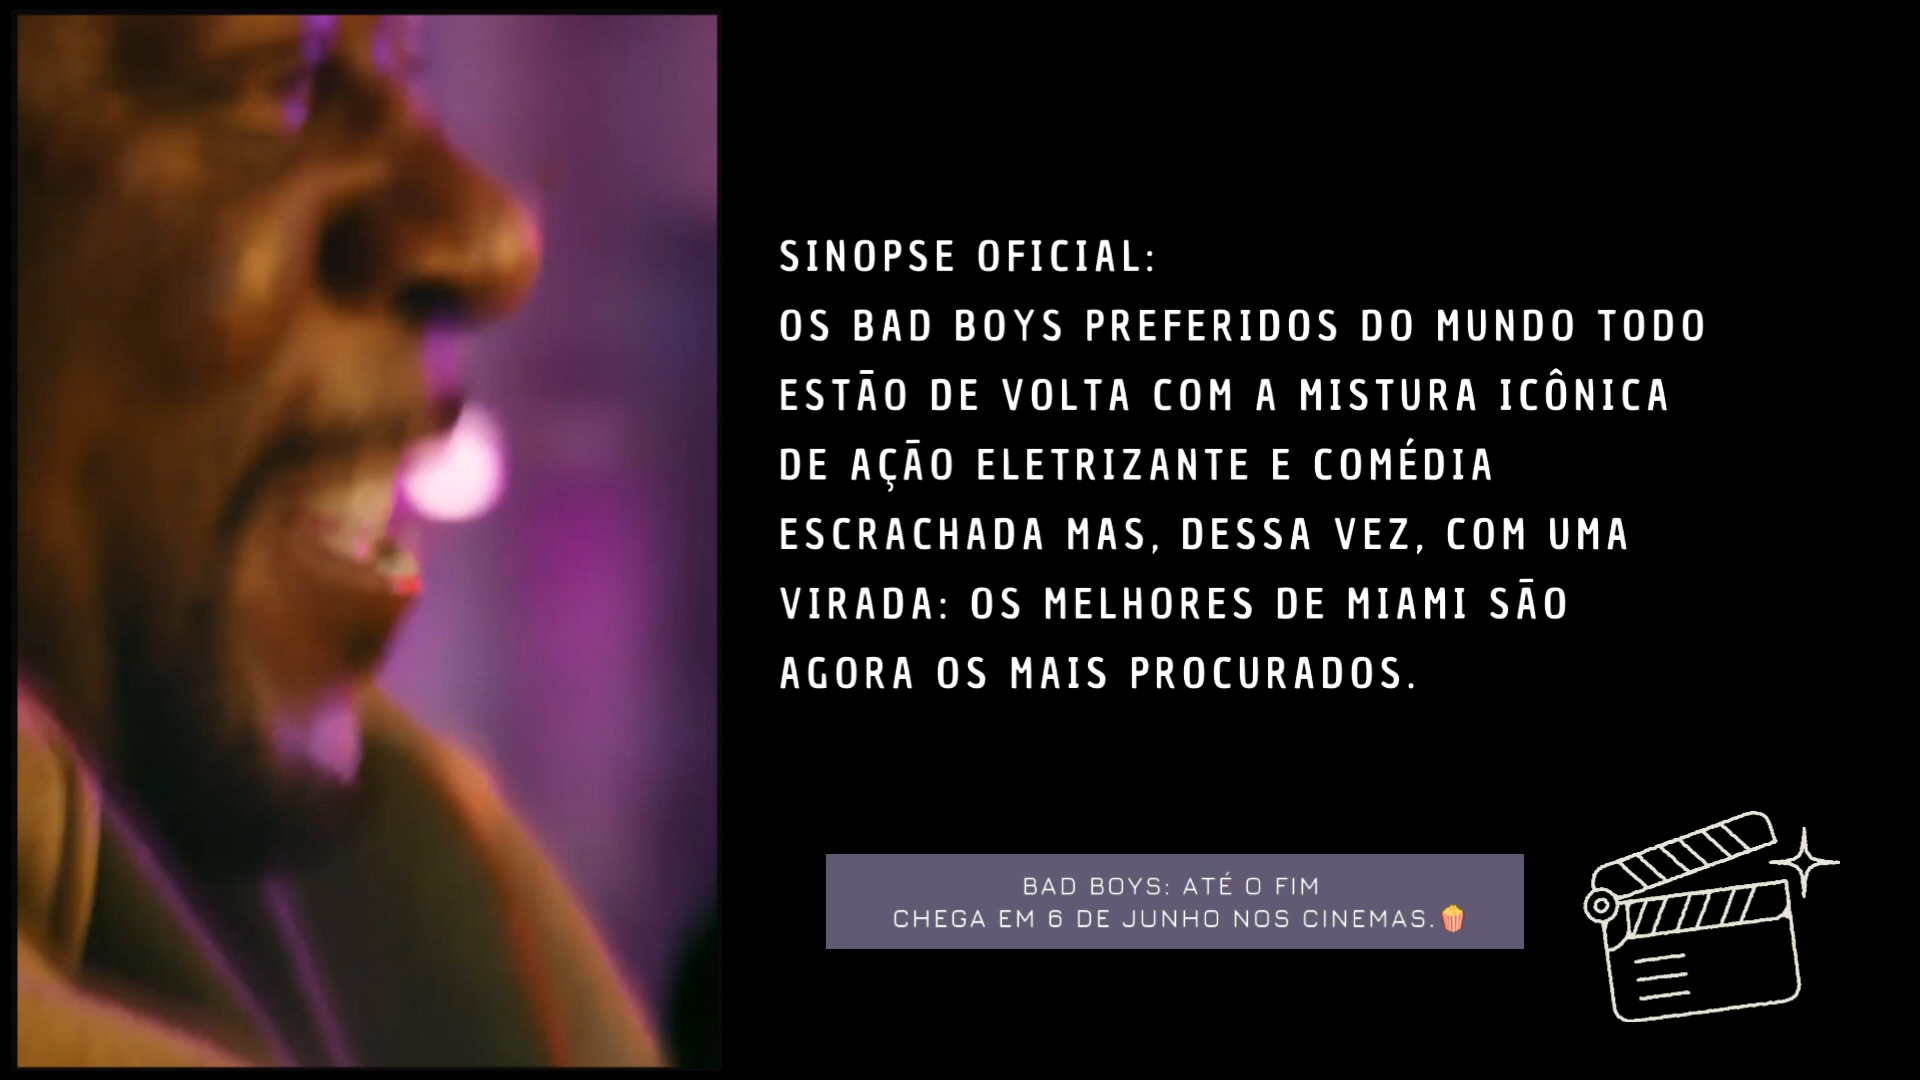 SINOPSE OFICIAL:
OS BAD BOYS PREFERIDOS DO MUNDO TODO
ESTÃO DE VOLTA COM A MISTURA ICÔNICA
DE AÇÃO ELETRIZANTE E COMÉDIA
ESCRACHADA MAS, DESSA VEZ, COM UMA
VIRADA: OS MELHORES DE MIAMI SÃO
AGORA OS MAIS PROCURADOS.
BAD BOYS: ATÉ O FIM
CHEGA EM 6 DE JUNHO NOS CINEMAS.🍿